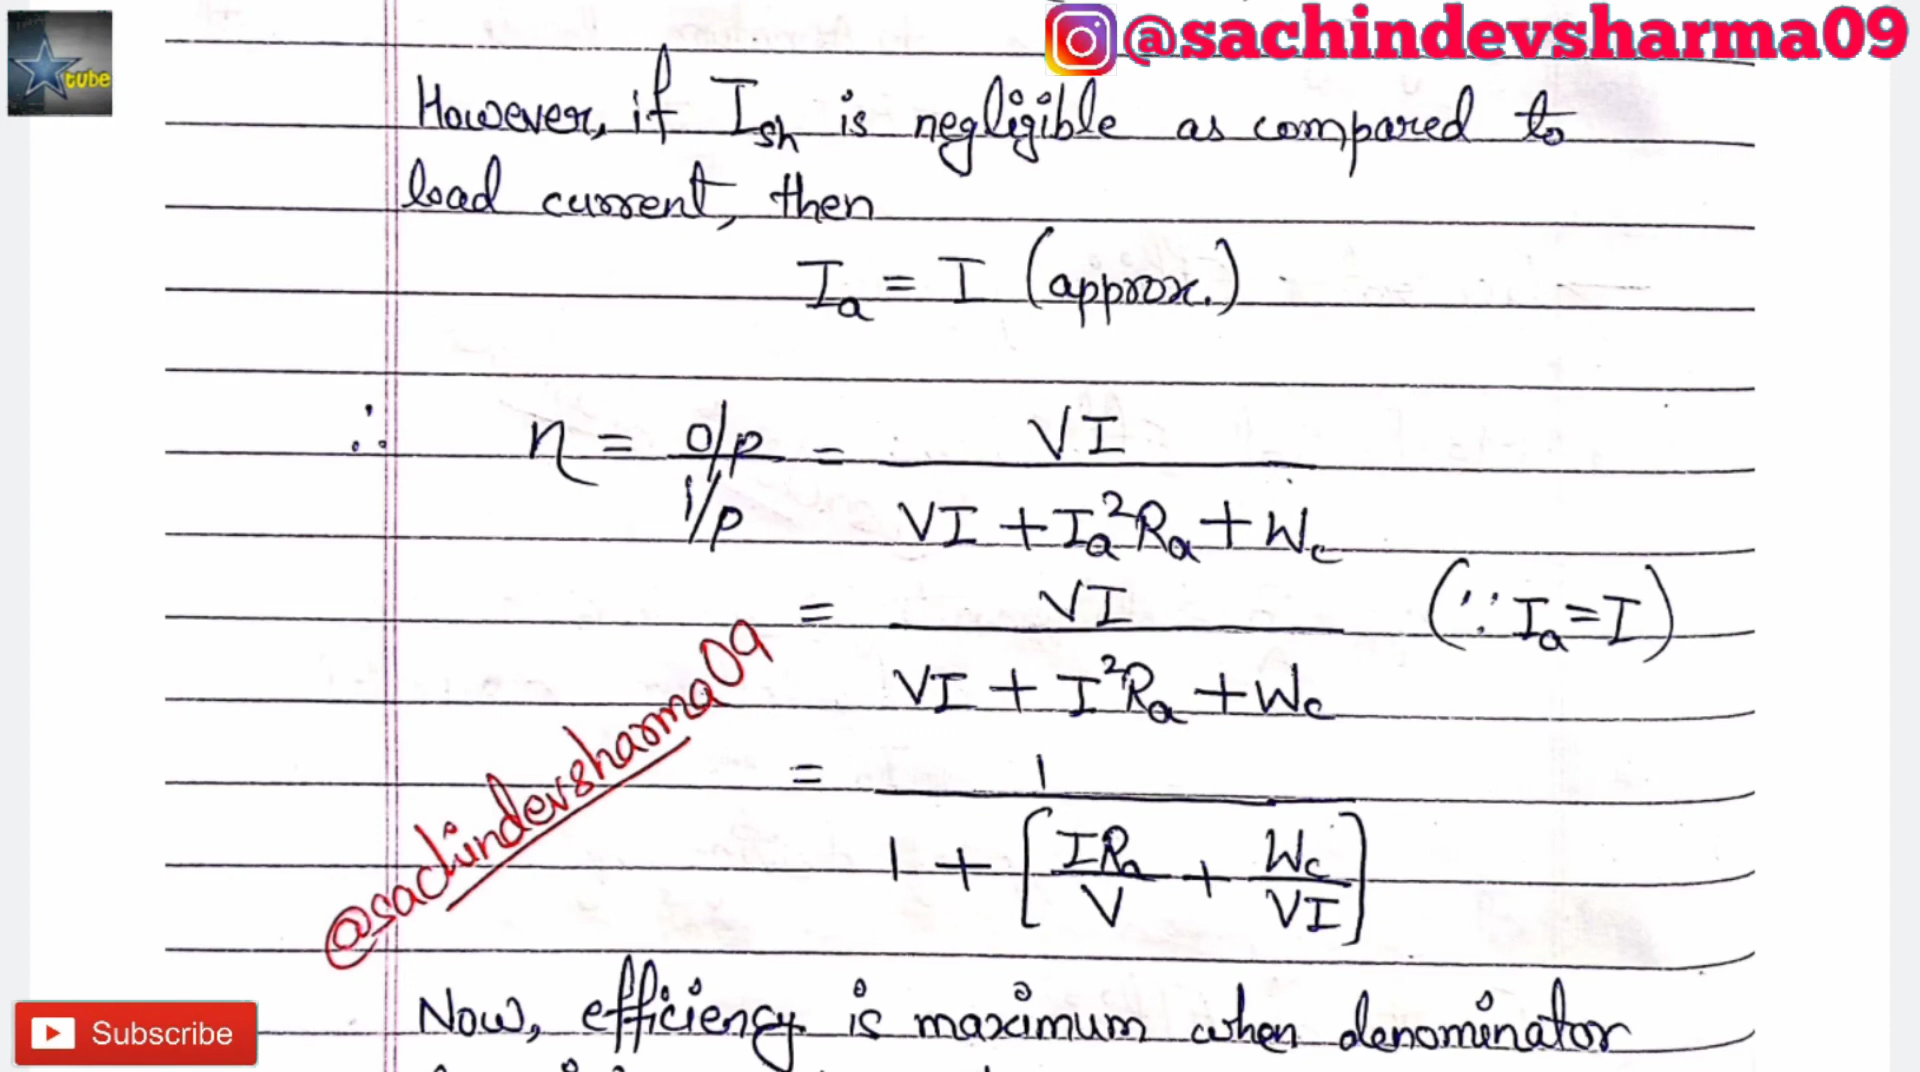 tube
@sachindevsharma09
However, if Ish is negligible as compared to
load current, then
Ia = I (approx.)
∴ η = O/P / I/P = VI / VI + Ia²Ra + Wc
= VI / VI + I²Ra + Wc (∵ Ia = I)
= 1 / 1 + [IRa / V + Wc / VI]
@sachindevsharma09
Now, efficiency is maximum when denominator
Subscribe